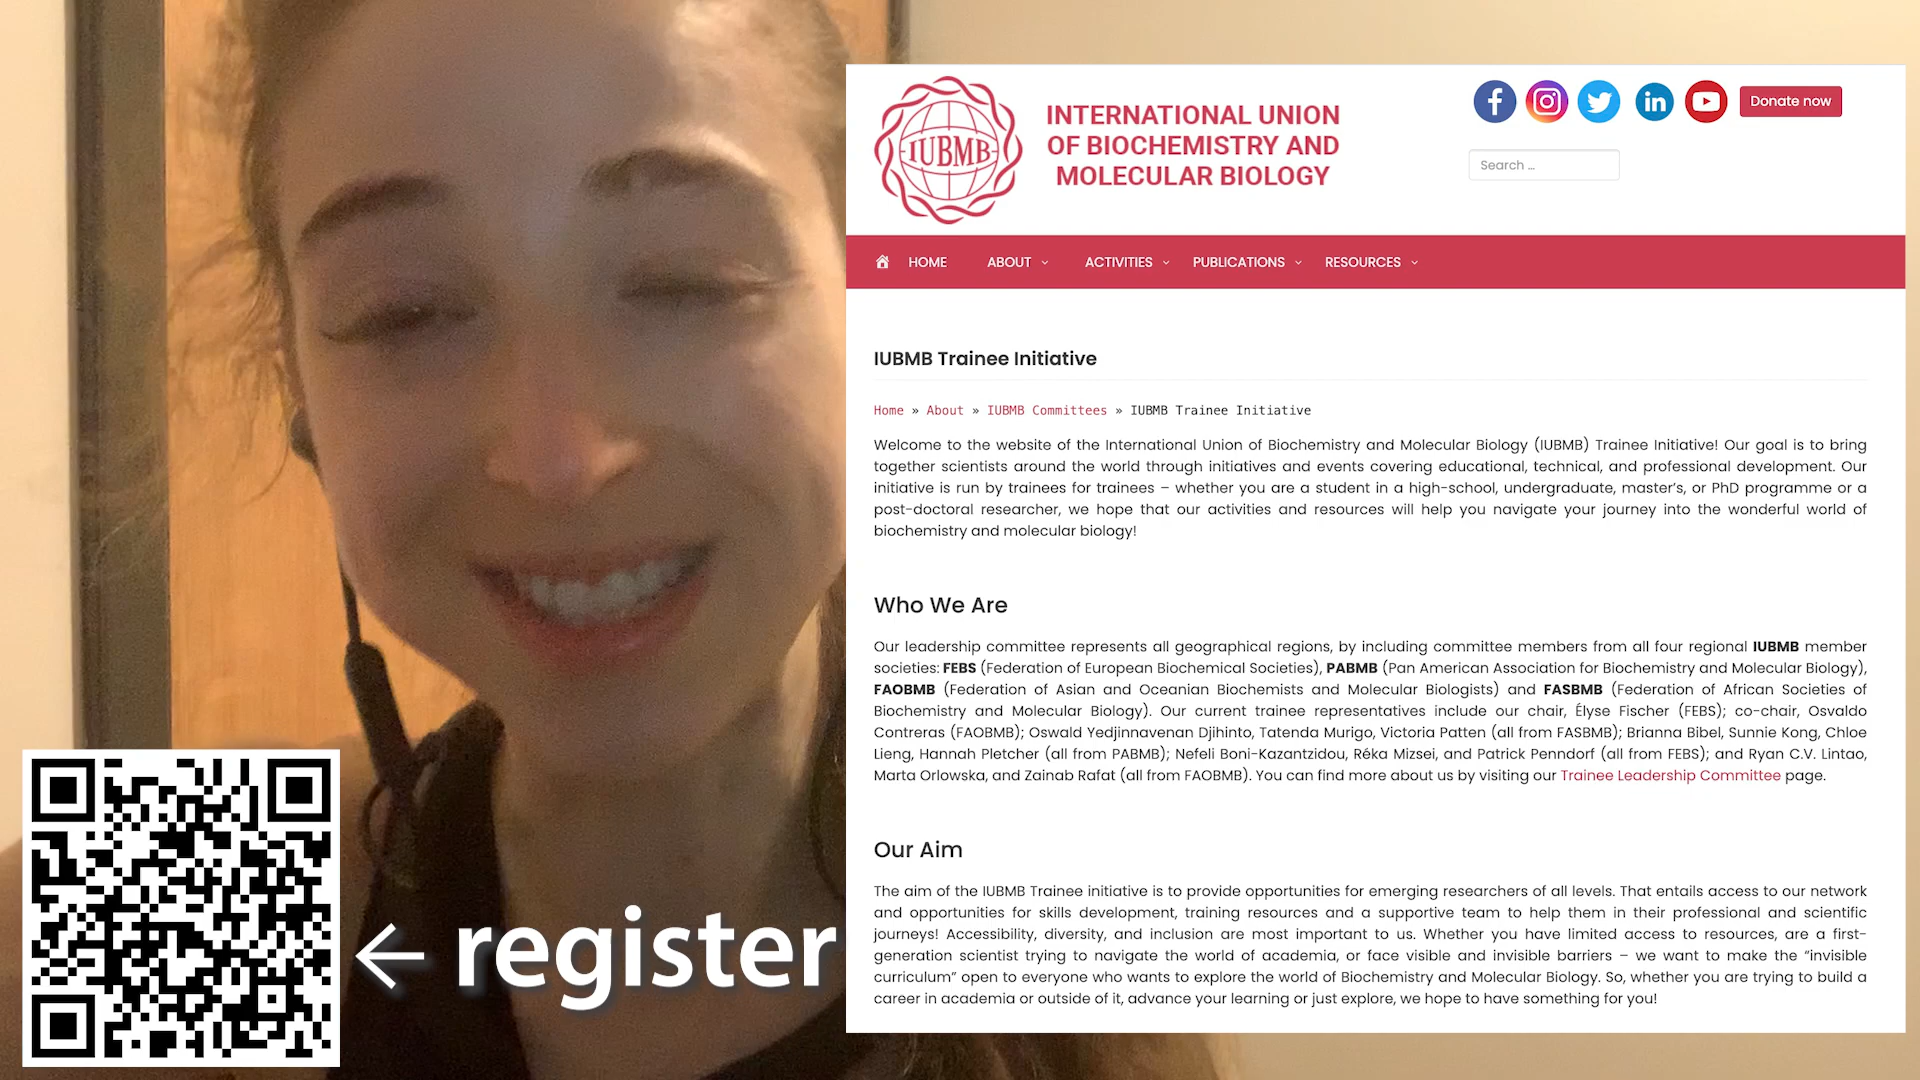 IUBMB
INTERNATIONAL UNION
OF BIOCHEMISTRY AND
MOLECULAR BIOLOGY
Donate now
Search ...
HOME ABOUT ACTIVITIES PUBLICATIONS RESOURCES
IUBMB Trainee Initiative
Home » About » IUBMB Committees » IUBMB Trainee Initiative
Welcome to the website of the International Union of Biochemistry and Molecular Biology (IUBMB) Trainee Initiative! Our goal is to bring
together scientists around the world through initiatives and events covering educational, technical, and professional development. Our
initiative is run by trainees for trainees – whether you are a student in a high-school, undergraduate, master's, or PhD programme or a
post-doctoral researcher, we hope that our activities and resources will help you navigate your journey into the wonderful world of
biochemistry and molecular biology!
Who We Are
Our leadership committee represents all geographical regions, by including committee members from all four regional IUBMB member
societies: FEBS (Federation of European Biochemical Societies), PABMB (Pan American Association for Biochemistry and Molecular Biology),
FAOBMB (Federation of Asian and Oceanian Biochemists and Molecular Biologists) and FASBMB (Federation of African Societies of
Biochemistry and Molecular Biology). Our current trainee representatives include our chair, Élyse Fischer (FEBS); co-chair, Osvaldo
Contreras (FAOBMB); Oswald Yedjinnavenan Djihinto, Tatenda Murigo, Victoria Patten (all from FASBMB); Brianna Bibel, Sunnie Kong, Chloe
Lieng, Hannah Pletcher (all from PABMB); Nefeli Boni-Kazantzidou, Réka Mizsei, and Patrick Penndorf (all from FEBS); and Ryan C.V. Lintao,
Marta Orlowska, and Zainab Rafat (all from FAOBMB). You can find more about us by visiting our Trainee Leadership Committee page.
Our Aim
The aim of the IUBMB Trainee initiative is to provide opportunities for emerging researchers of all levels. That entails access to our network
and opportunities for skills development, training resources and a supportive team to help them in their professional and scientific
journeys! Accessibility, diversity, and inclusion are most important to us. Whether you have limited access to resources, are a first-
generation scientist trying to navigate the world of academia, or face visible and invisible barriers – we want to make the "invisible
curriculum" open to everyone who wants to explore the world of Biochemistry and Molecular Biology. So, whether you are trying to build a
career in academia or outside of it, advance your learning or just explore, we hope to have something for you!
← register